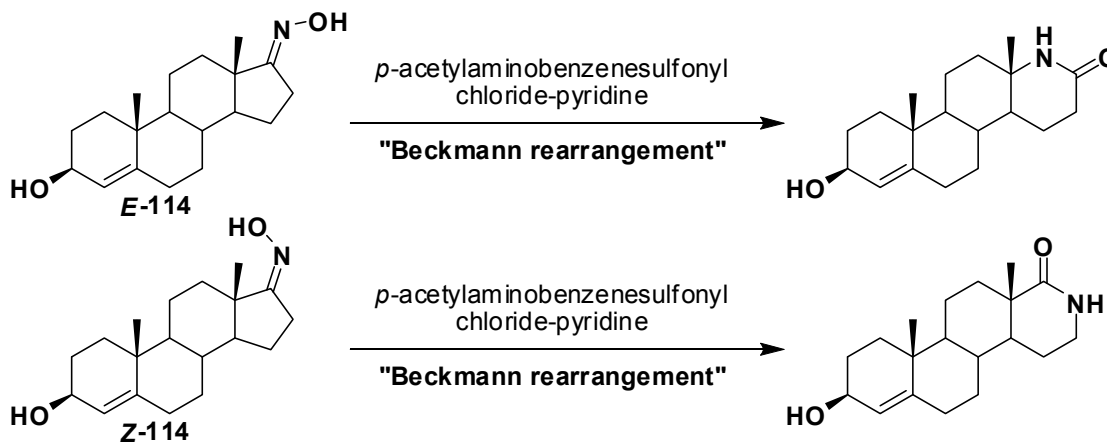 N OH
H
N
O
p-acetylaminobenzenesulfonyl
chloride-pyridine
"Beckmann rearrangement"
HO
E-114
HO
HO
N
O
NH
p-acetylaminobenzenesulfonyl
chloride-pyridine
"Beckmann rearrangement"
HO
Z-114
HO